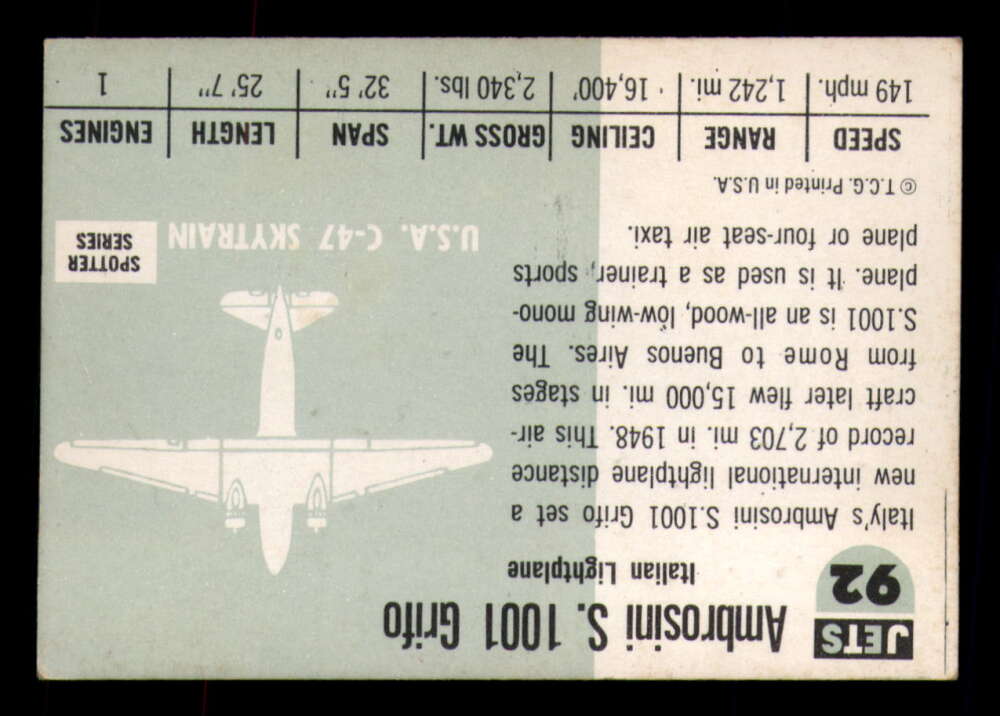 JETS
92
Ambrosini S. 1001 Grifo
Italian Lightplane
Italy's Ambrosini S.1001 Grifo set a
new international lightplane distance
record of 2,703 mi. in 1948. This air-
craft later flew 15,000 mi. in stages
from Rome to Buenos Aires. The
S.1001 is an all-wood, low-wing mono-
plane. It is used as a trainer, sports
plane or four-seat air taxi.
© T.C.G. Printed in U.S.A.
SPOTTER
SERIES
U.S.A. C-47 SKYTRAIN
SPEED RANGE CEILING GROSS WT. SPAN LENGTH ENGINES
149 mph. 1,242 mi. 16,400' 2,340 lbs. 32' 5" 25' 7" 1